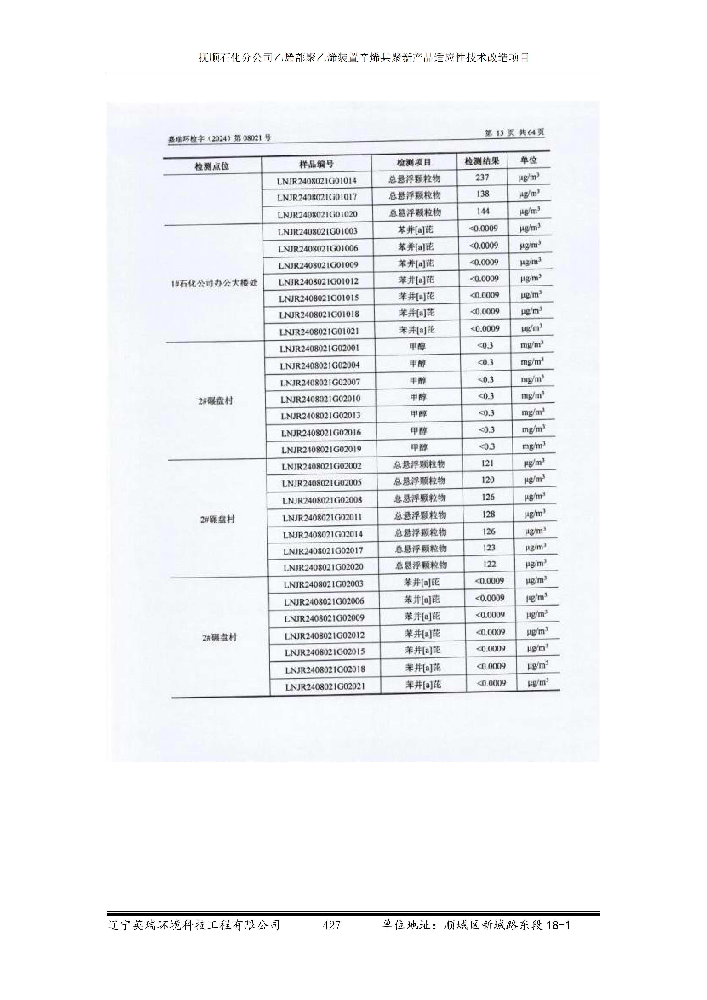 抚顺石化分公司乙烯部聚乙烯装置辛烯共聚新产品适应性技术改造项目
嘉瑞环检字（2024）第 08021 号 第 15 页 共 64 页
检测点位 样品编号 检测项目 检测结果 单位
LNJR2408021G01014 总悬浮颗粒物 237 μg/m³
LNJR2408021G01017 总悬浮颗粒物 138 μg/m³
LNJR2408021G01020 总悬浮颗粒物 144 μg/m³
1#石化公司办公大楼处
LNJR2408021G01003 苯并[a]芘 <0.0009 μg/m³
LNJR2408021G01006 苯并[a]芘 <0.0009 μg/m³
LNJR2408021G01009 苯并[a]芘 <0.0009 μg/m³
LNJR2408021G01012 苯并[a]芘 <0.0009 μg/m³
LNJR2408021G01015 苯并[a]芘 <0.0009 μg/m³
LNJR2408021G01018 苯并[a]芘 <0.0009 μg/m³
LNJR2408021G01021 苯并[a]芘 <0.0009 μg/m³
2#碾盘村
LNJR2408021G02001 甲醇 <0.3 mg/m³
LNJR2408021G02004 甲醇 <0.3 mg/m³
LNJR2408021G02007 甲醇 <0.3 mg/m³
LNJR2408021G02010 甲醇 <0.3 mg/m³
LNJR2408021G02013 甲醇 <0.3 mg/m³
LNJR2408021G02016 甲醇 <0.3 mg/m³
LNJR2408021G02019 甲醇 <0.3 mg/m³
2#碾盘村
LNJR2408021G02002 总悬浮颗粒物 121 μg/m³
LNJR2408021G02005 总悬浮颗粒物 120 μg/m³
LNJR2408021G02008 总悬浮颗粒物 126 μg/m³
LNJR2408021G02011 总悬浮颗粒物 128 μg/m³
LNJR2408021G02014 总悬浮颗粒物 126 μg/m³
LNJR2408021G02017 总悬浮颗粒物 123 μg/m³
LNJR2408021G02020 总悬浮颗粒物 122 μg/m³
2#碾盘村
LNJR2408021G02003 苯并[a]芘 <0.0009 μg/m³
LNJR2408021G02006 苯并[a]芘 <0.0009 μg/m³
LNJR2408021G02009 苯并[a]芘 <0.0009 μg/m³
LNJR2408021G02012 苯并[a]芘 <0.0009 μg/m³
LNJR2408021G02015 苯并[a]芘 <0.0009 μg/m³
LNJR2408021G02018 苯并[a]芘 <0.0009 μg/m³
LNJR2408021G02021 苯并[a]芘 <0.0009 μg/m³
辽宁英瑞环境科技工程有限公司 427 单位地址：顺城区新城路东段 18-1